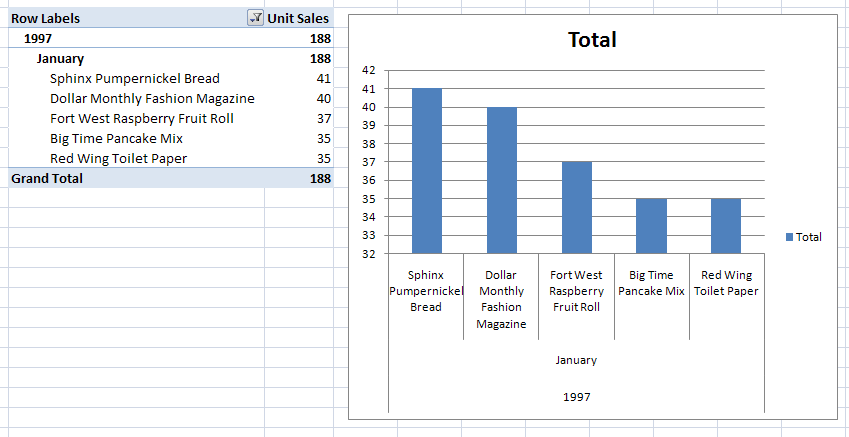 Row Labels Unit Sales
1997 188
January 188
Sphinx Pumpernickel Bread 41
Dollar Monthly Fashion Magazine 40
Fort West Raspberry Fruit Roll 37
Big Time Pancake Mix 35
Red Wing Toilet Paper 35
Grand Total 188
Total
42
41
40
39
38
37
36
35
34
33
32
Sphinx
Pumpernickel
Bread
Dollar
Monthly
Fashion
Magazine
Fort West
Raspberry
Fruit Roll
Big Time
Pancake Mix
Red Wing
Toilet Paper
January
1997
Total